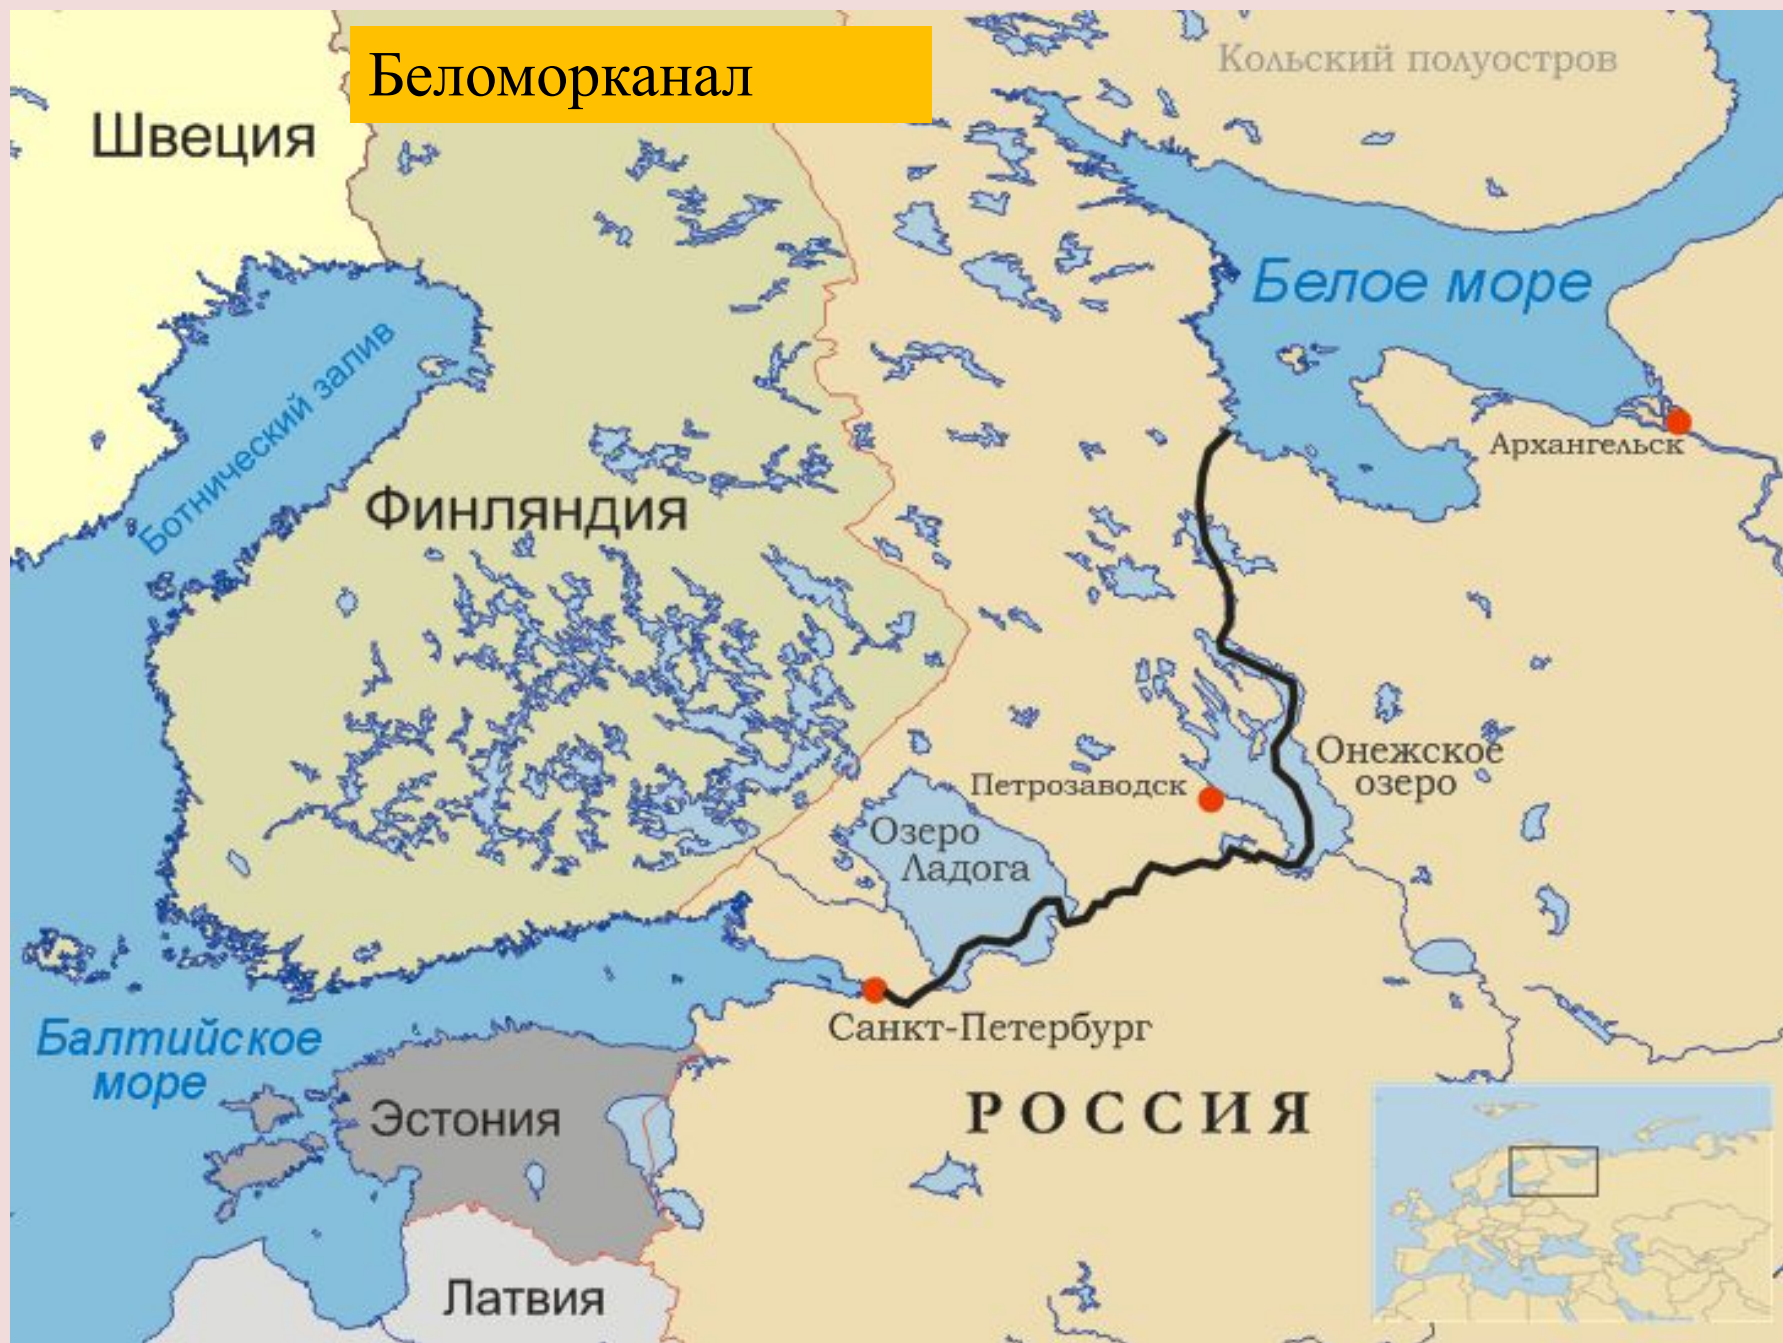 Беломорканал
Кольский полуостров
Швеция
Белое море
Ботнический залив
Архангельск
Финляндия
Онежское
озеро
Петрозаводск
Озеро
Ладога
Санкт-Петербург
Балтийское
море
РОССИЯ
Эстония
Латвия